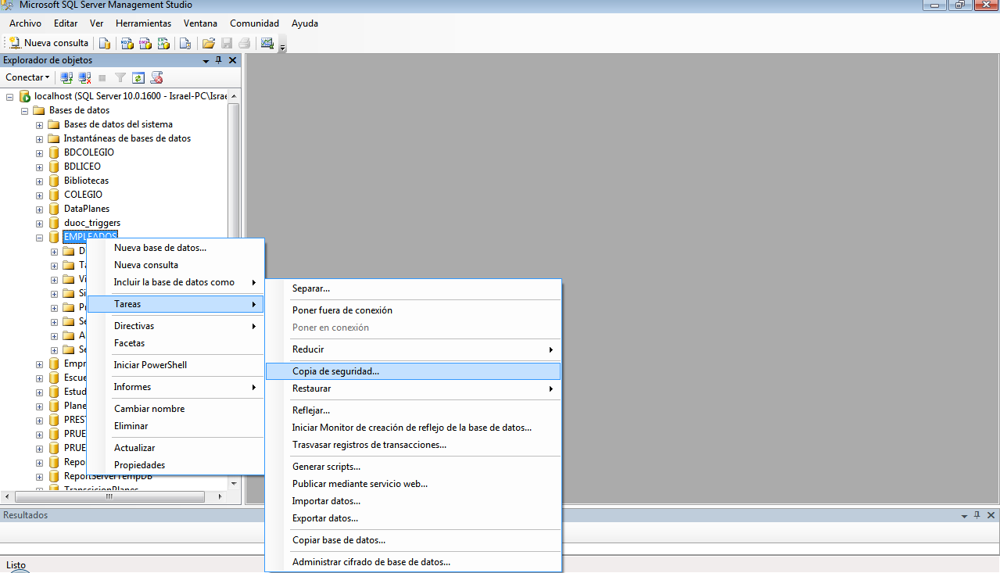 Microsoft SQL Server Management Studio
Archivo Editar Ver Herramientas Ventana Comunidad Ayuda
Nueva consulta
Explorador de objetos
Conectar
localhost (SQL Server 10.0.1600 - Israel-PC\Israe
Bases de datos
Bases de datos del sistema
Instantáneas de bases de datos
BDCOLEGIO
BDLICEO
Bibliotecas
COLEGIO
DataPlanes
duoc_triggers
EMPLEADOS
Nueva base de datos...
Nueva consulta
Incluir la base de datos como
Tareas
Directivas
Facetas
Iniciar PowerShell
Informes
Cambiar nombre
Eliminar
Actualizar
Propiedades
Separar...
Poner fuera de conexión
Poner en conexión
Reducir
Copia de seguridad...
Restaurar
Reflejar...
Iniciar Monitor de creación de reflejo de la base de datos...
Trasvasar registros de transacciones...
Generar scripts...
Publicar mediante servicio web...
Importar datos...
Exportar datos...
Copiar base de datos...
Administrar cifrado de base de datos...
D
Ta
Vi
Si
Pr
Se
A
Se
Empr
Escue
Estud
Plane
PREST
PRUE
PRUE
Repo
ReportServerTempDB
TranscicionPlanes
Resultados
Listo